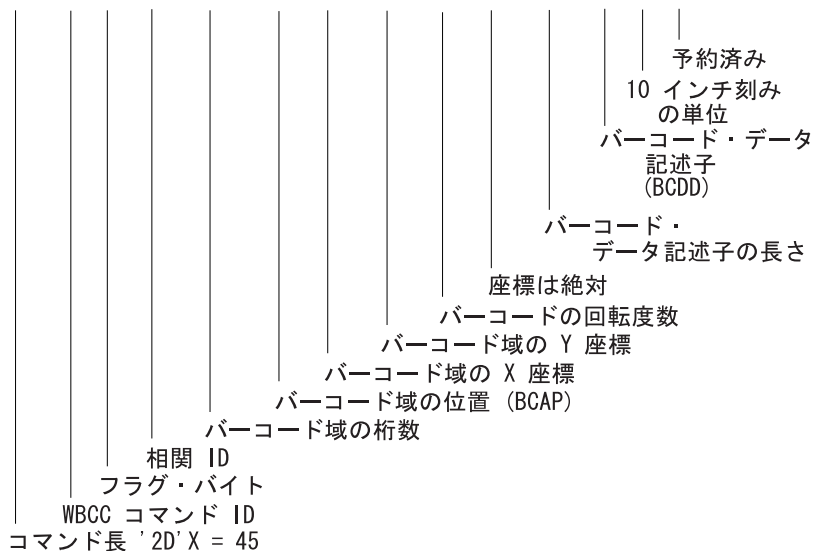 予約済み
10 インチ刻み
の単位
バーコード・データ
記述子
(BCDD)
バーコード・
データ記述子の長さ
座標は絶対
バーコードの回転度数
バーコード域の Y 座標
バーコード域の X 座標
バーコード域の位置 (BCAP)
バーコード域の桁数
相関 ID
フラグ・バイト
WBCC コマンド ID
コマンド長 '2D'X = 45